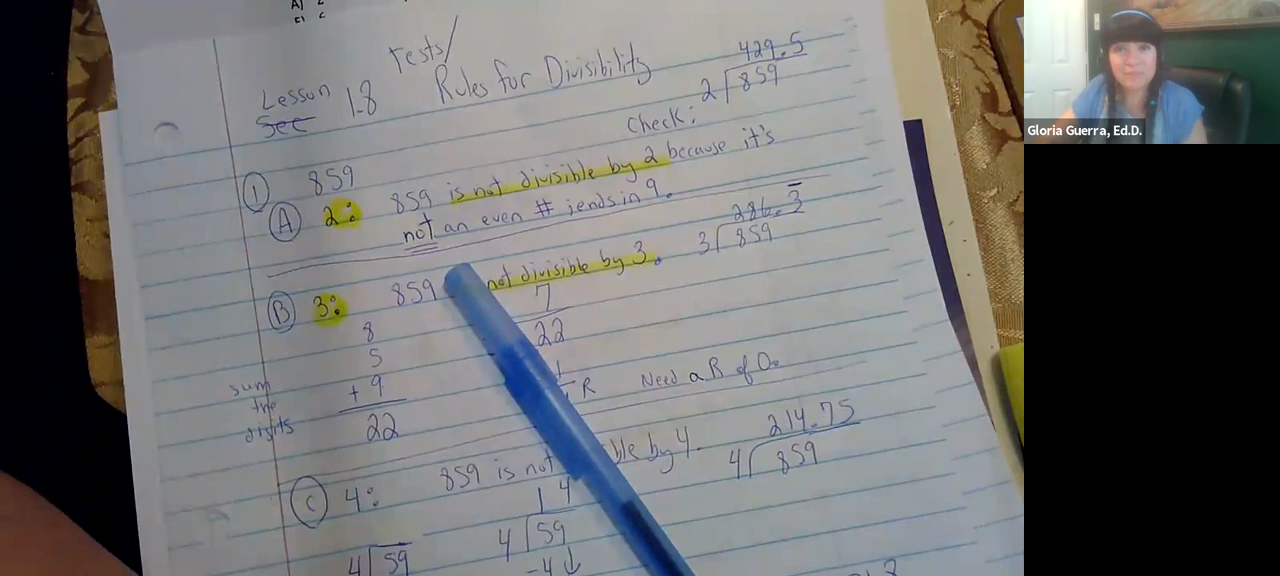 Tests/
Lesson 1.8 Rules for Divisibility
Sec
429.5
2 859
Check:
1 859
A 2: 859 is not divisible by 2 because it's
not an even #; ends in 9.
286.3
3 859
B 3: 859 not divisible by 3.
8
5
+ 9
22
sum
the
digits
7
22
1
R Need a R of 0.
214.75
4 859
C 4: 859 is not by 4.
14
4 59
-4↓
4 59
Gloria Guerra, Ed.D.